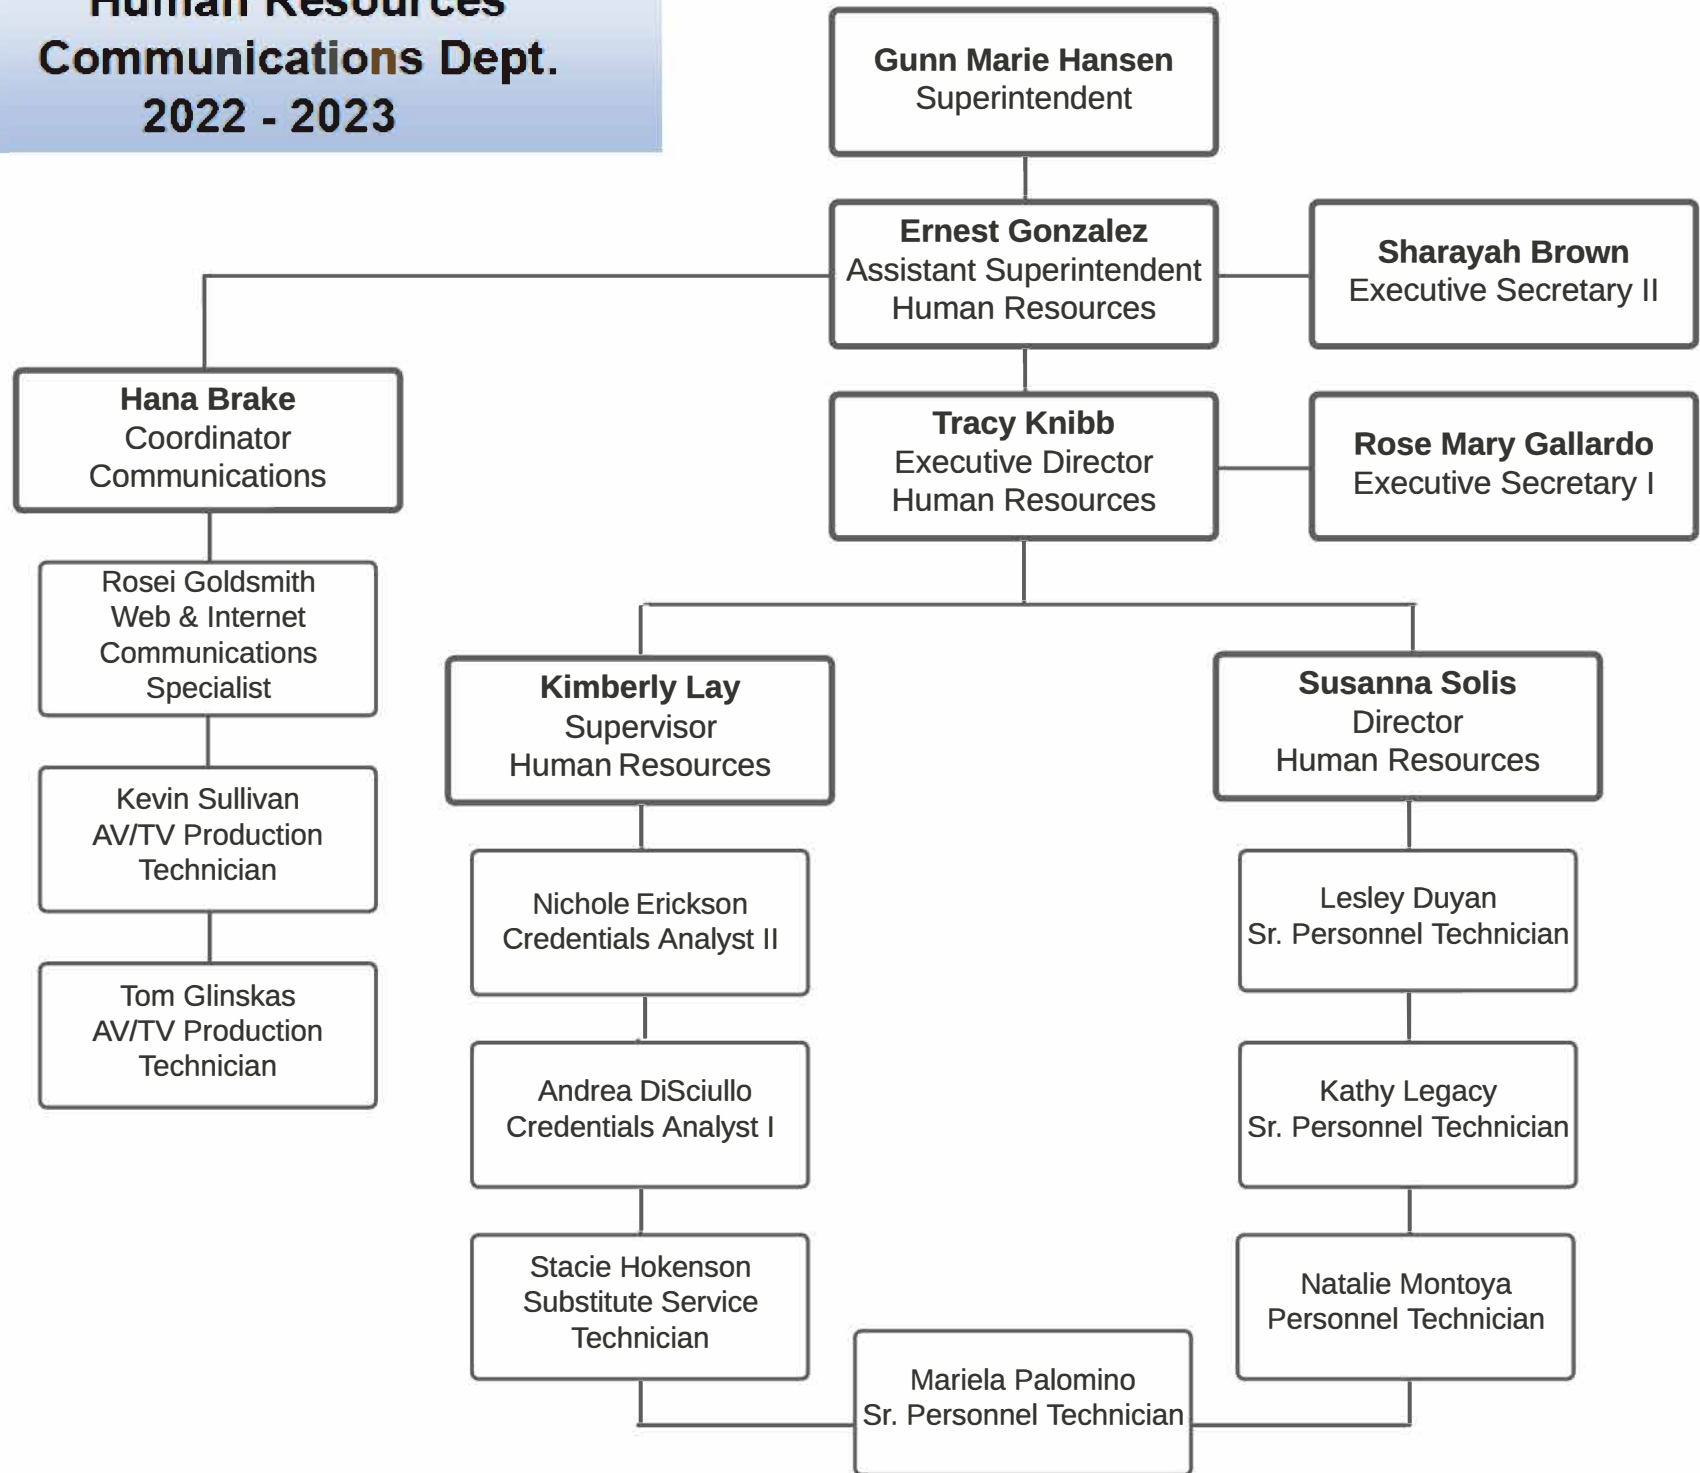 Human Resources
Communications Dept.
2022 - 2023
Gunn Marie Hansen
Superintendent
Ernest Gonzalez
Assistant Superintendent
Human Resources
Sharayah Brown
Executive Secretary II
Hana Brake
Coordinator
Communications
Tracy Knibb
Executive Director
Human Resources
Rose Mary Gallardo
Executive Secretary I
Rosei Goldsmith
Web & Internet
Communications
Specialist
Kevin Sullivan
AV/TV Production
Technician
Tom Glinskas
AV/TV Production
Technician
Kimberly Lay
Supervisor
Human Resources
Nichole Erickson
Credentials Analyst II
Andrea DiSciullo
Credentials Analyst I
Stacie Hokenson
Substitute Service
Technician
Susanna Solis
Director
Human Resources
Lesley Duyan
Sr. Personnel Technician
Kathy Legacy
Sr. Personnel Technician
Natalie Montoya
Personnel Technician
Mariela Palomino
Sr. Personnel Technician